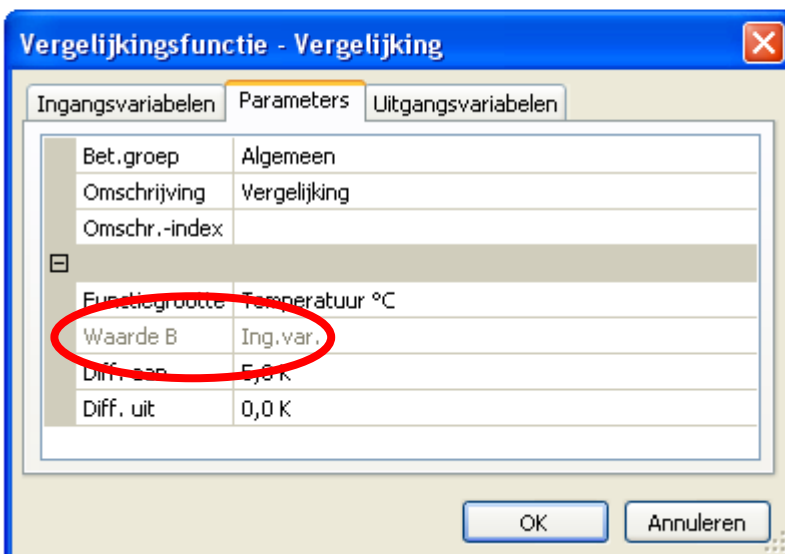 Vergelijkingsfunctie - Vergelijking
Ingangsvariabelen Parameters Uitgangsvariabelen
Bet.groep Algemeen
Omschrijving Vergelijking
Omschr.-index
Functiegrootte Temperatuur °C
Waarde B Ing.var.
Diff. aan 5,0 K
Diff. uit 0,0 K
OK Annuleren